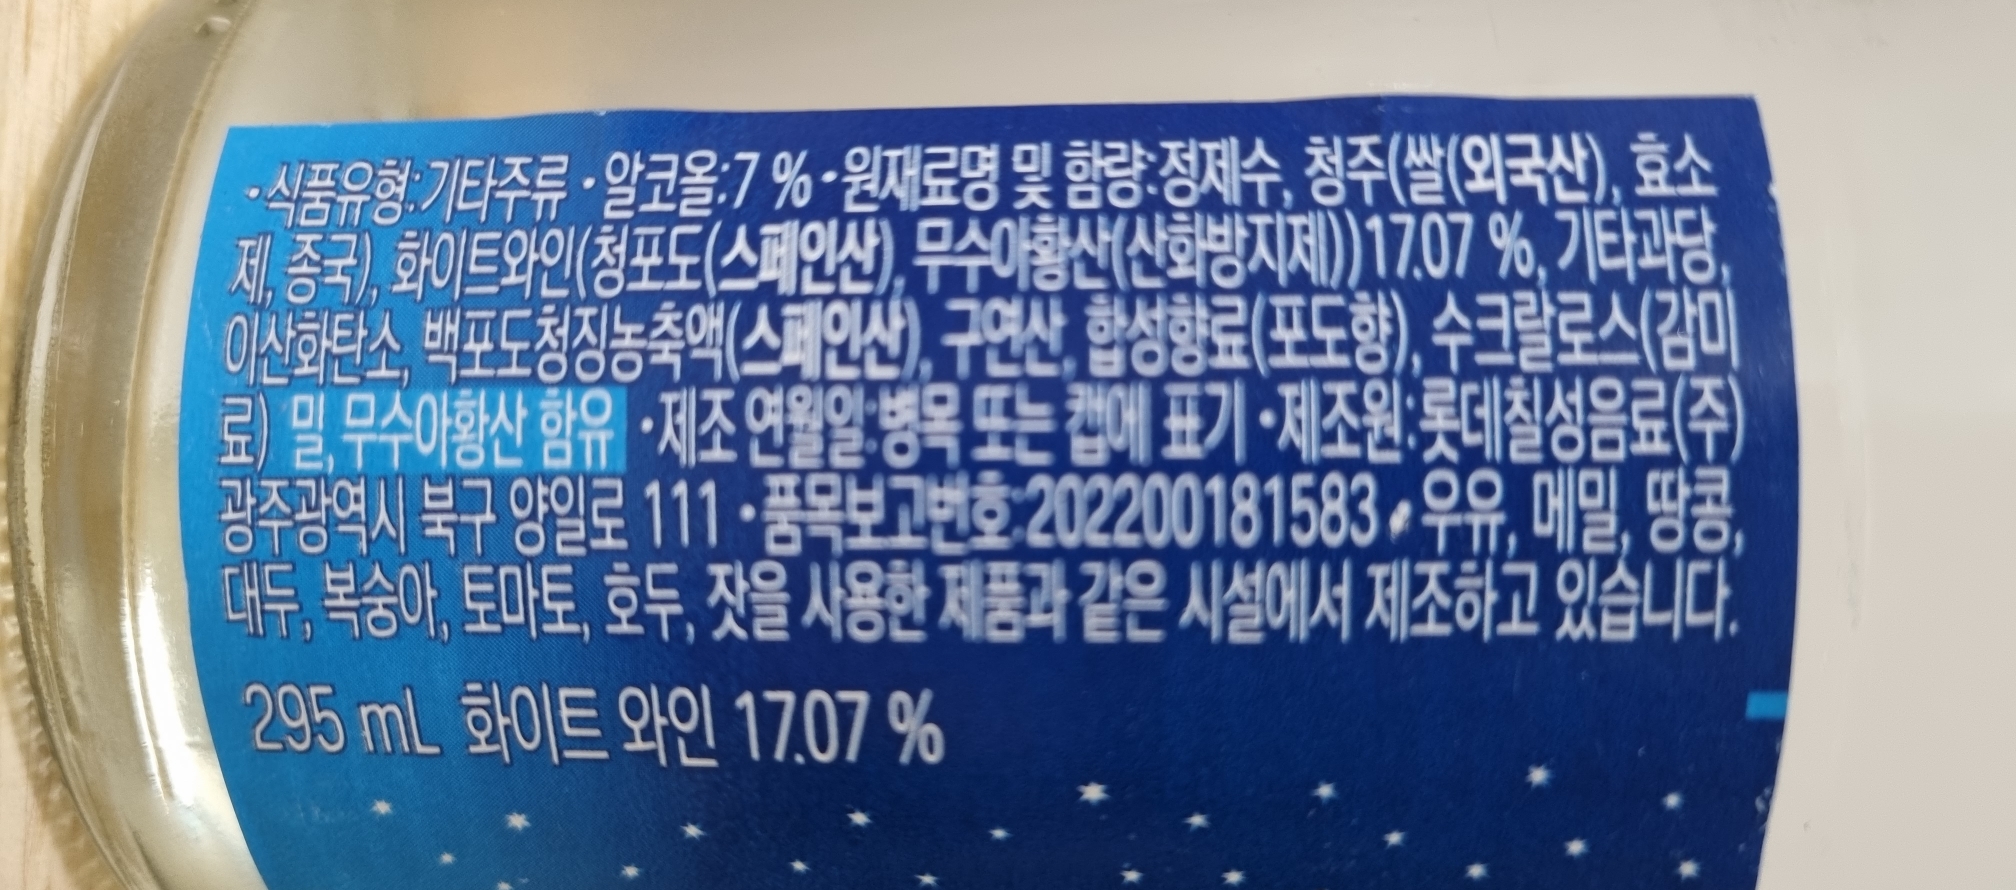 ·식품유형:기타주류 ·알코올:7 % ·원재료명 및 함량:정제수, 청주(쌀(외국산), 효소
제, 종국), 화이트와인(청포도(스페인산), 무수아황산(산화방지제))17.07 %, 기타과당,
이산화탄소, 백포도청징농축액(스페인산), 구연산, 합성향료(포도향), 수크랄로스(감미
료) 밀, 무수아황산 함유 ·제조 연월일:병목 또는 캡에 표기 ·제조원:롯데칠성음료(주)
광주광역시 북구 양일로 111 ·품목보고번호:202200181583 · 우유, 메밀, 땅콩,
대두, 복숭아, 토마토, 호두, 잣을 사용한 제품과 같은 시설에서 제조하고 있습니다.
295 mL 화이트 와인 17.07 %